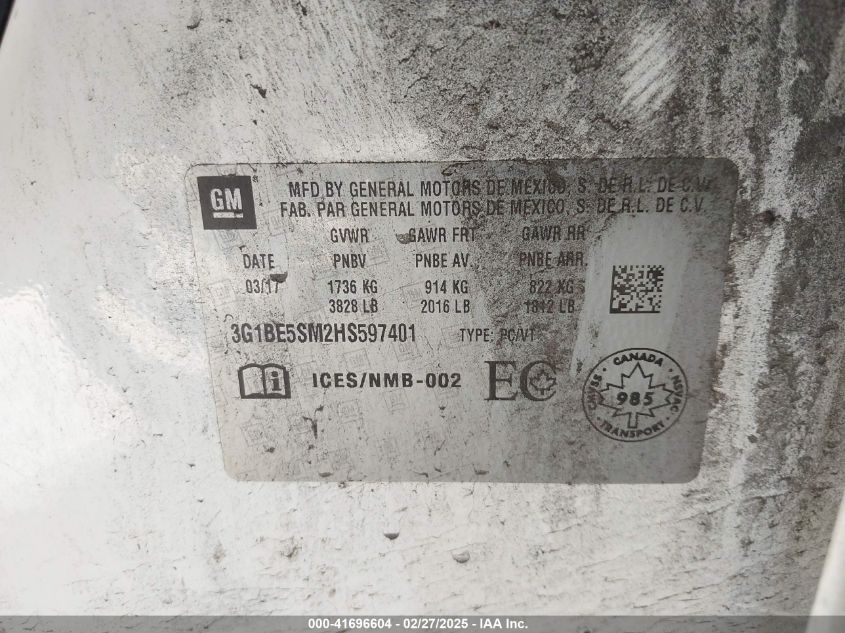 GM ®
MFD BY GENERAL MOTORS DE MEXICO, S. DE R.L. DE C.V.
FAB. PAR GENERAL MOTORS DE MEXICO, S. DE R.L. DE C.V.
GVWR GAWR FRT GAWR RR
DATE PNBV PNBE AV. PNBE ARR.
03/17 1736 KG 914 KG 822 KG
3828 LB 2016 LB 1812 LB
3G1BE5SM2HS597401 TYPE: PC/VT
i ICES/NMB-002 EC
CANADA
CMVSS 985 NSVAC
TRANSPORT
000-41696604 - 02/27/2025 - IAA Inc.